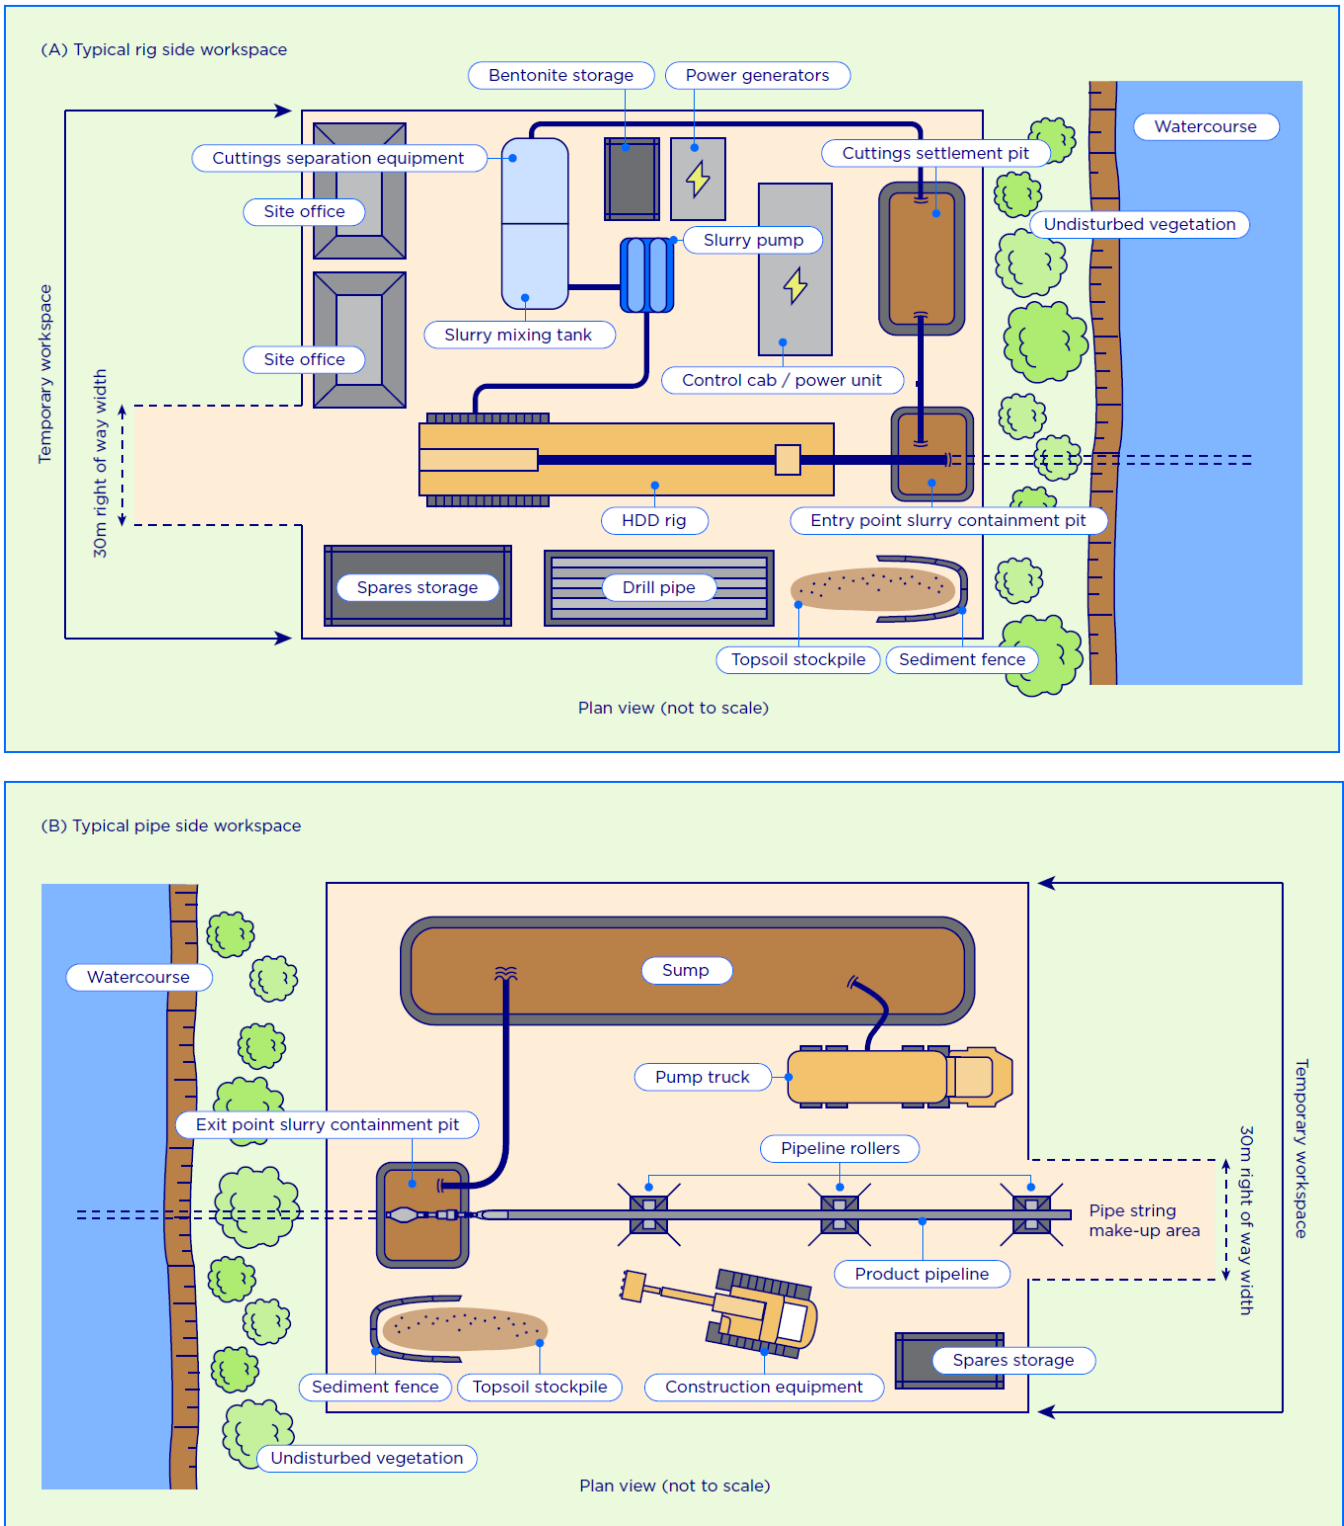 (A) Typical rig side workspace
Bentonite storage
Power generators
Watercourse
Cuttings separation equipment
Cuttings settlement pit
Site office
Undisturbed vegetation
Slurry pump
Slurry mixing tank
Site office
Control cab / power unit
Temporary workspace
30m right of way width
HDD rig
Entry point slurry containment pit
Spares storage
Drill pipe
Topsoil stockpile
Sediment fence
Plan view (not to scale)
(B) Typical pipe side workspace
Watercourse
Sump
Pump truck
Exit point slurry containment pit
Pipeline rollers
Temporary workspace
30m right of way width
Pipe string
make-up area
Product pipeline
Spares storage
Sediment fence
Topsoil stockpile
Construction equipment
Undisturbed vegetation
Plan view (not to scale)